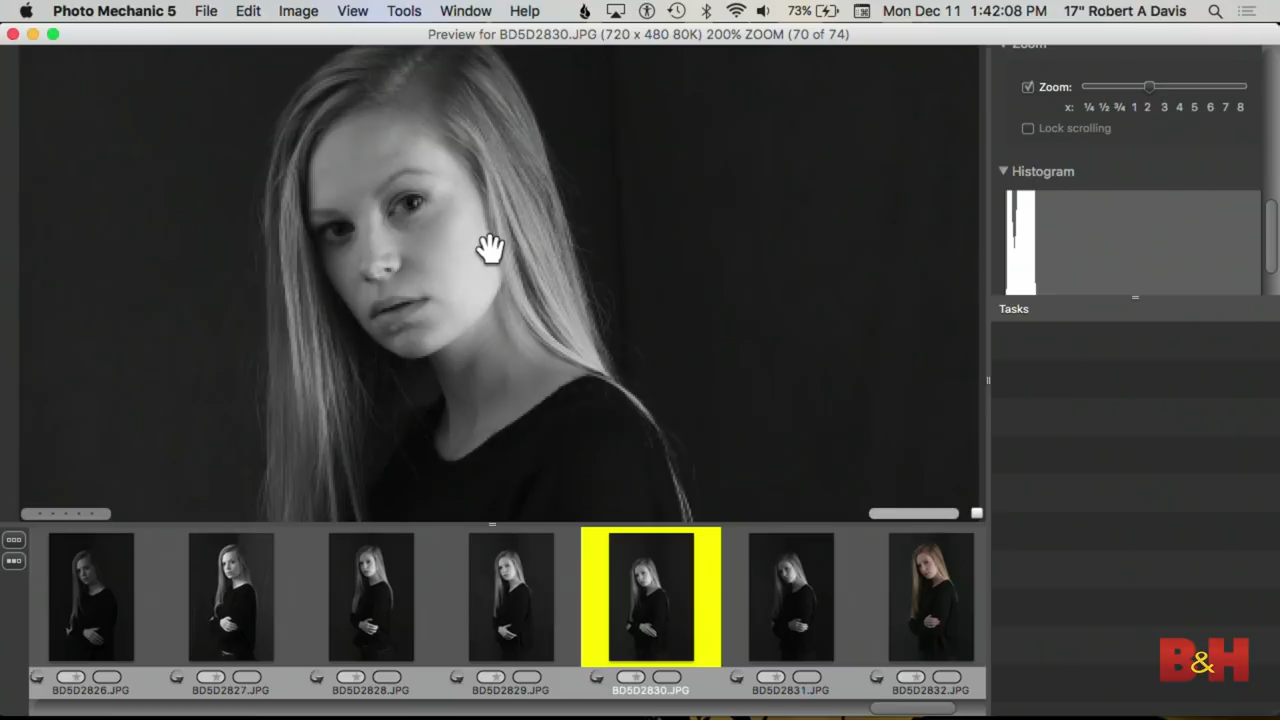 Photo Mechanic 5 File Edit Image View Tools Window Help 73% Mon Dec 11 1:42:08 PM 17" Robert A Davis
Preview for BD5D2830.JPG (720 x 480 80K) 200% ZOOM (70 of 74)
Zoom
Zoom:
x: ¼ ½ ¾ 1 2 3 4 5 6 7 8
Lock scrolling
Histogram
Tasks
BD5D2826.JPG BD5D2827.JPG BD5D2828.JPG BD5D2829.JPG BD5D2830.JPG BD5D2831.JPG BD5D2832.JPG
B&H